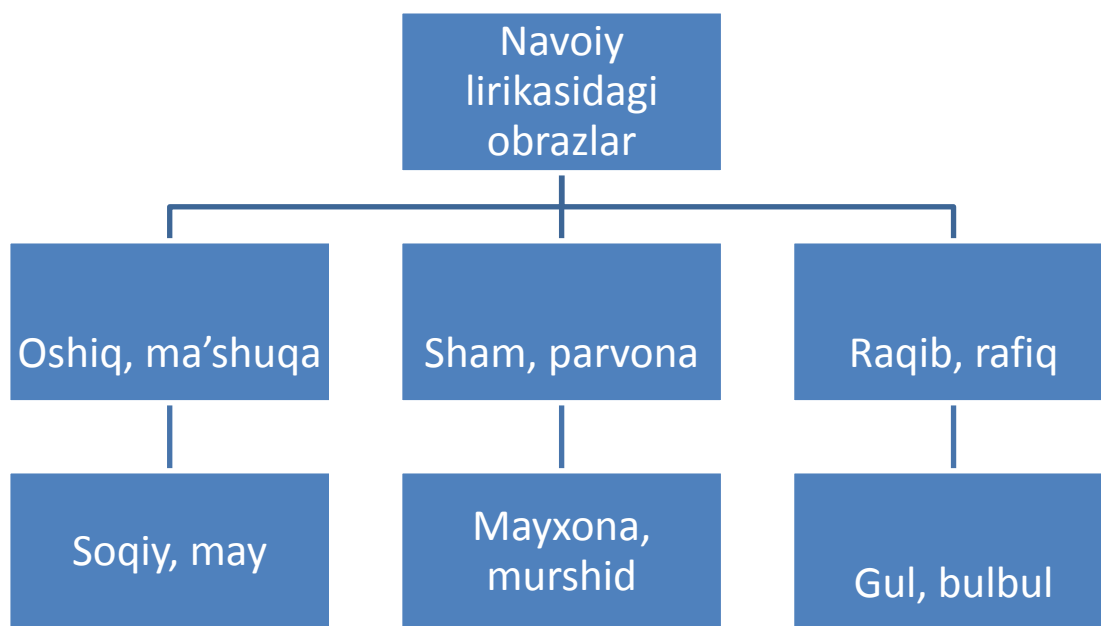 Navoiy
lirikasidagi
obrazlar
Oshiq, ma’shuqa
Sham, parvona
Raqib, rafiq
Soqiy, may
Mayxona,
murshid
Gul, bulbul